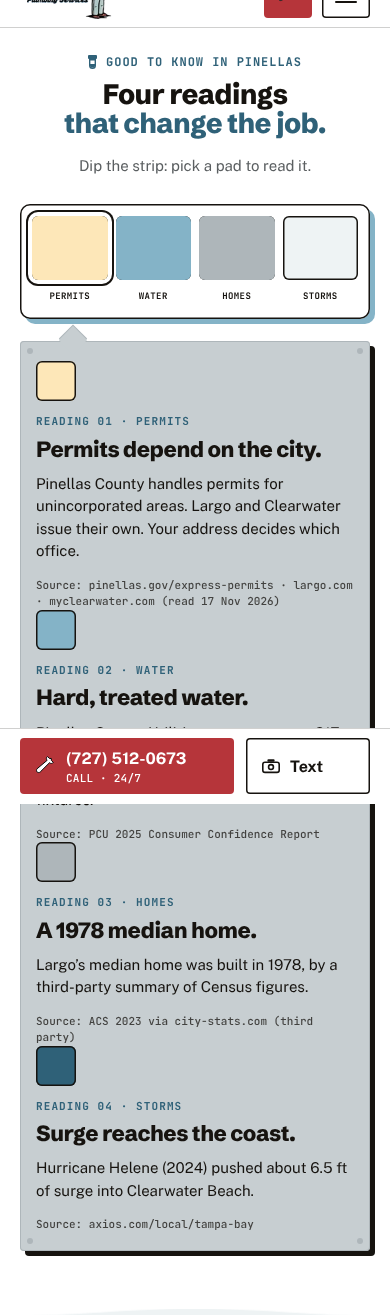 Plumbing Services
GOOD TO KNOW IN PINELLAS
Four readings
that change the job.
Dip the strip: pick a pad to read it.
PERMITS WATER HOMES STORMS
READING 01 · PERMITS
Permits depend on the city.
Pinellas County handles permits for
unincorporated areas. Largo and Clearwater
issue their own. Your address decides which
office.
Source: pinellas.gov/express-permits · largo.com
· myclearwater.com (read 17 Nov 2026)
READING 02 · WATER
Hard, treated water.
(727) 512-0673
CALL · 24/7
Text
Source: PCU 2025 Consumer Confidence Report
READING 03 · HOMES
A 1978 median home.
Largo’s median home was built in 1978, by a
third-party summary of Census figures.
Source: ACS 2023 via city-stats.com (third
party)
READING 04 · STORMS
Surge reaches the coast.
Hurricane Helene (2024) pushed about 6.5 ft
of surge into Clearwater Beach.
Source: axios.com/local/tampa-bay